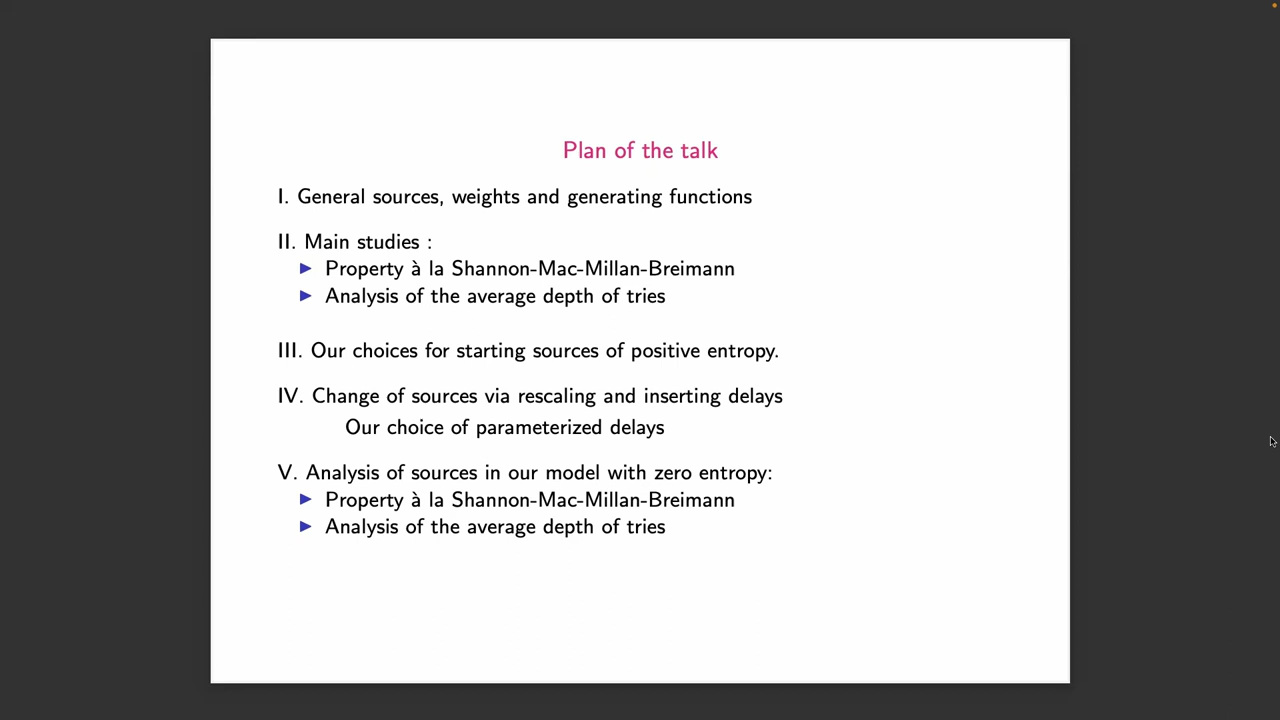 Plan of the talk
I. General sources, weights and generating functions
II. Main studies :
▶ Property à la Shannon-Mac-Millan-Breimann
▶ Analysis of the average depth of tries
III. Our choices for starting sources of positive entropy.
IV. Change of sources via rescaling and inserting delays
Our choice of parameterized delays
V. Analysis of sources in our model with zero entropy:
▶ Property à la Shannon-Mac-Millan-Breimann
▶ Analysis of the average depth of tries